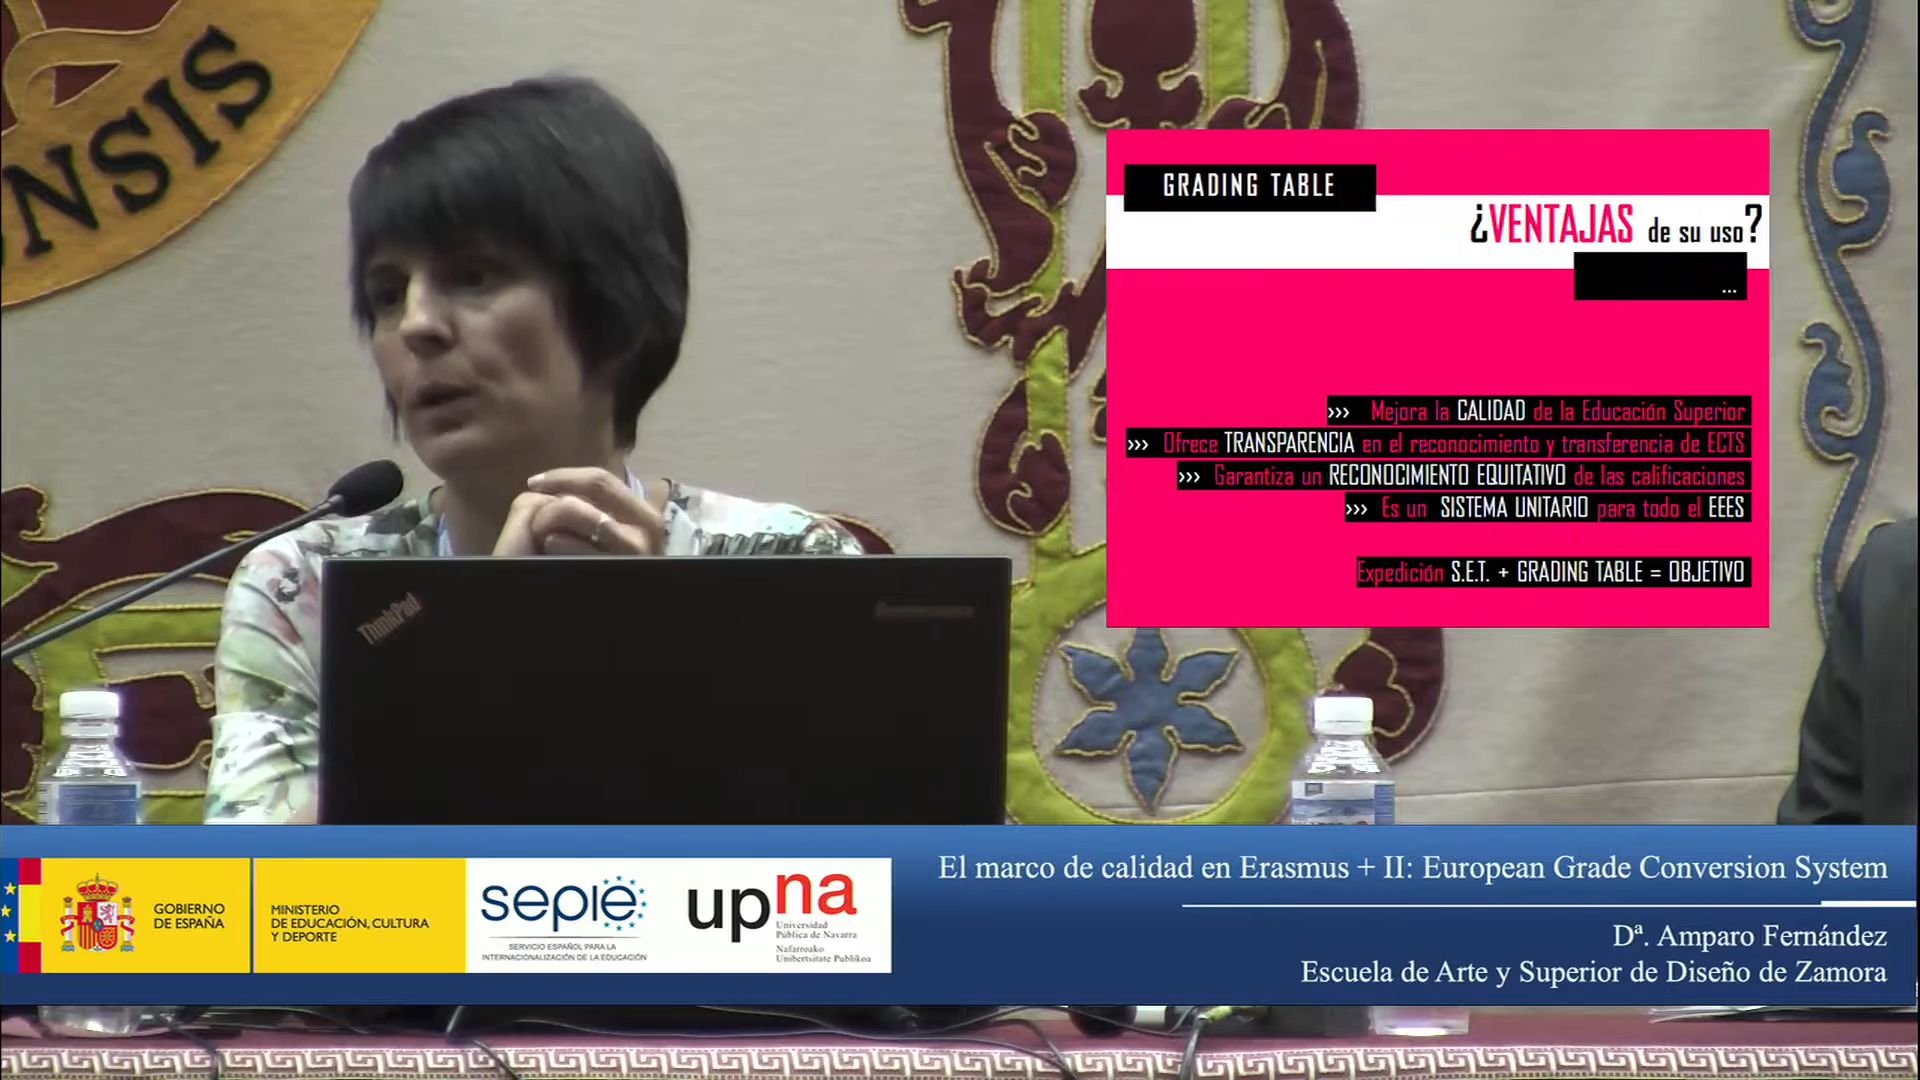 NSIS
GRADING TABLE
¿VENTAJAS de su uso?
...
››› Mejora la CALIDAD de la Educación Superior
››› Ofrece TRANSPARENCIA en el reconocimiento y transferencia de ECTS
››› Garantiza un RECONOCIMIENTO EQUITATIVO de las calificaciones
››› Es un SISTEMA UNITARIO para todo el EEES
Expedición S.E.T. + GRADING TABLE = OBJETIVO
ThinkPad
GOBIERNO
DE ESPAÑA
MINISTERIO
DE EDUCACIÓN, CULTURA
Y DEPORTE
sepie
SERVICIO ESPAÑOL PARA LA
INTERNACIONALIZACIÓN DE LA EDUCACIÓN
upna
Universidad
Pública de Navarra
Nafarroako
Unibertsitate Publikoa
El marco de calidad en Erasmus + II: European Grade Conversion System
Dª. Amparo Fernández
Escuela de Arte y Superior de Diseño de Zamora